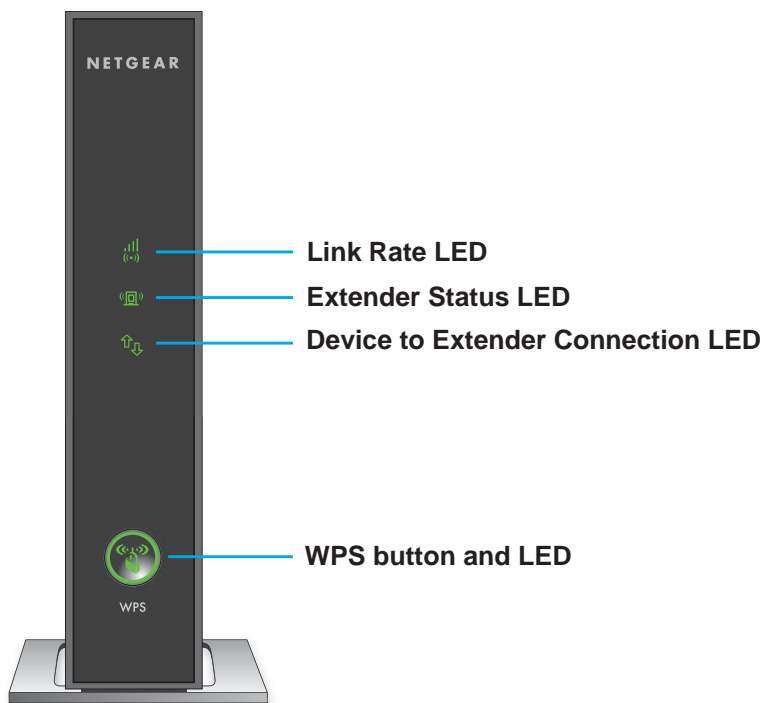 NETGEAR
Link Rate LED
Extender Status LED
Device to Extender Connection LED
WPS button and LED
WPS